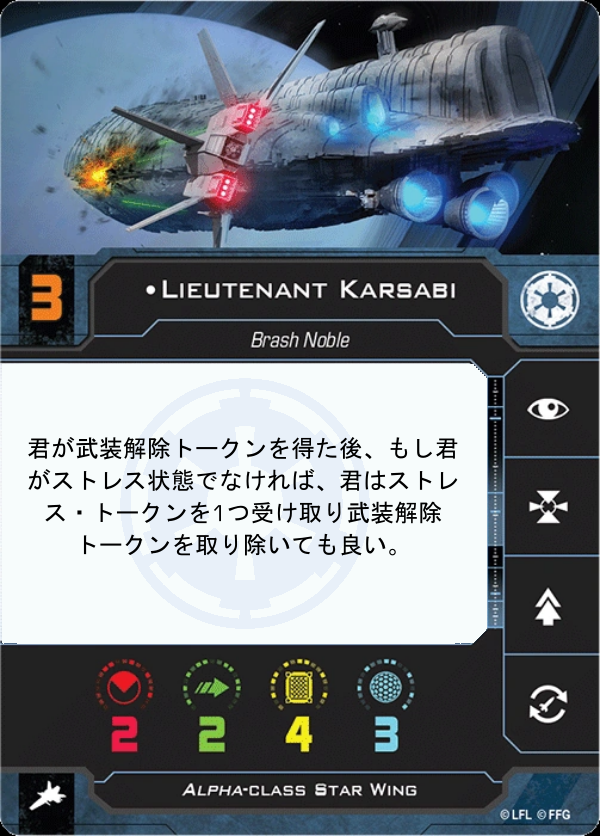 3
•Lieutenant Karsabi
Brash Noble
君が武装解除トークンを得た後、もし君
がストレス状態でなければ、君はストレ
ス・トークンを1つ受け取り武装解除
トークンを取り除いても良い。
2 2 4 3
Alpha-class Star Wing
©LFL ©FFG